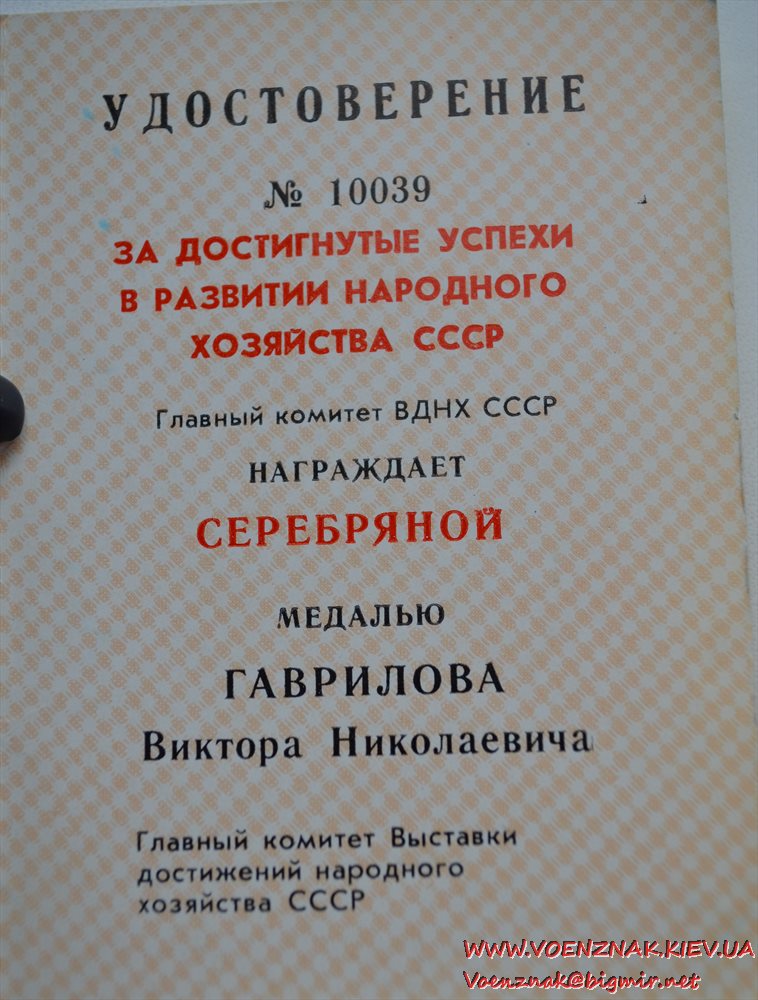 УДОСТОВЕРЕНИЕ
№ 10039
ЗА ДОСТИГНУТЫЕ УСПЕХИ
В РАЗВИТИИ НАРОДНОГО
ХОЗЯЙСТВА СССР
Главный комитет ВДНХ СССР
НАГРАЖДАЕТ
СЕРЕБРЯНОЙ
МЕДАЛЬЮ
ГАВРИЛОВА
Виктора Николаевича
Главный комитет Выставки
достижений народного
хозяйства СССР
WWW.VOENZNAK.KIEV.UA
Voenznak@bigmir.net